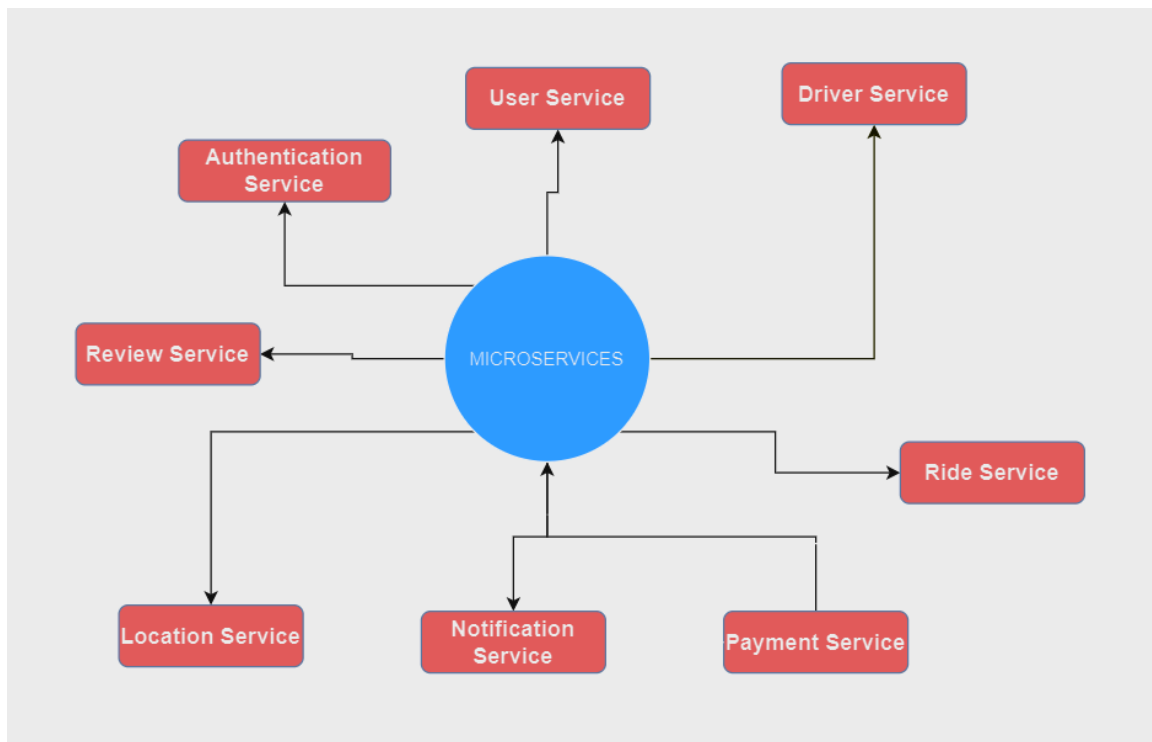 User Service
Driver Service
Authentication
Service
Review Service
MICROSERVICES
Ride Service
Location Service
Notification
Service
Payment Service